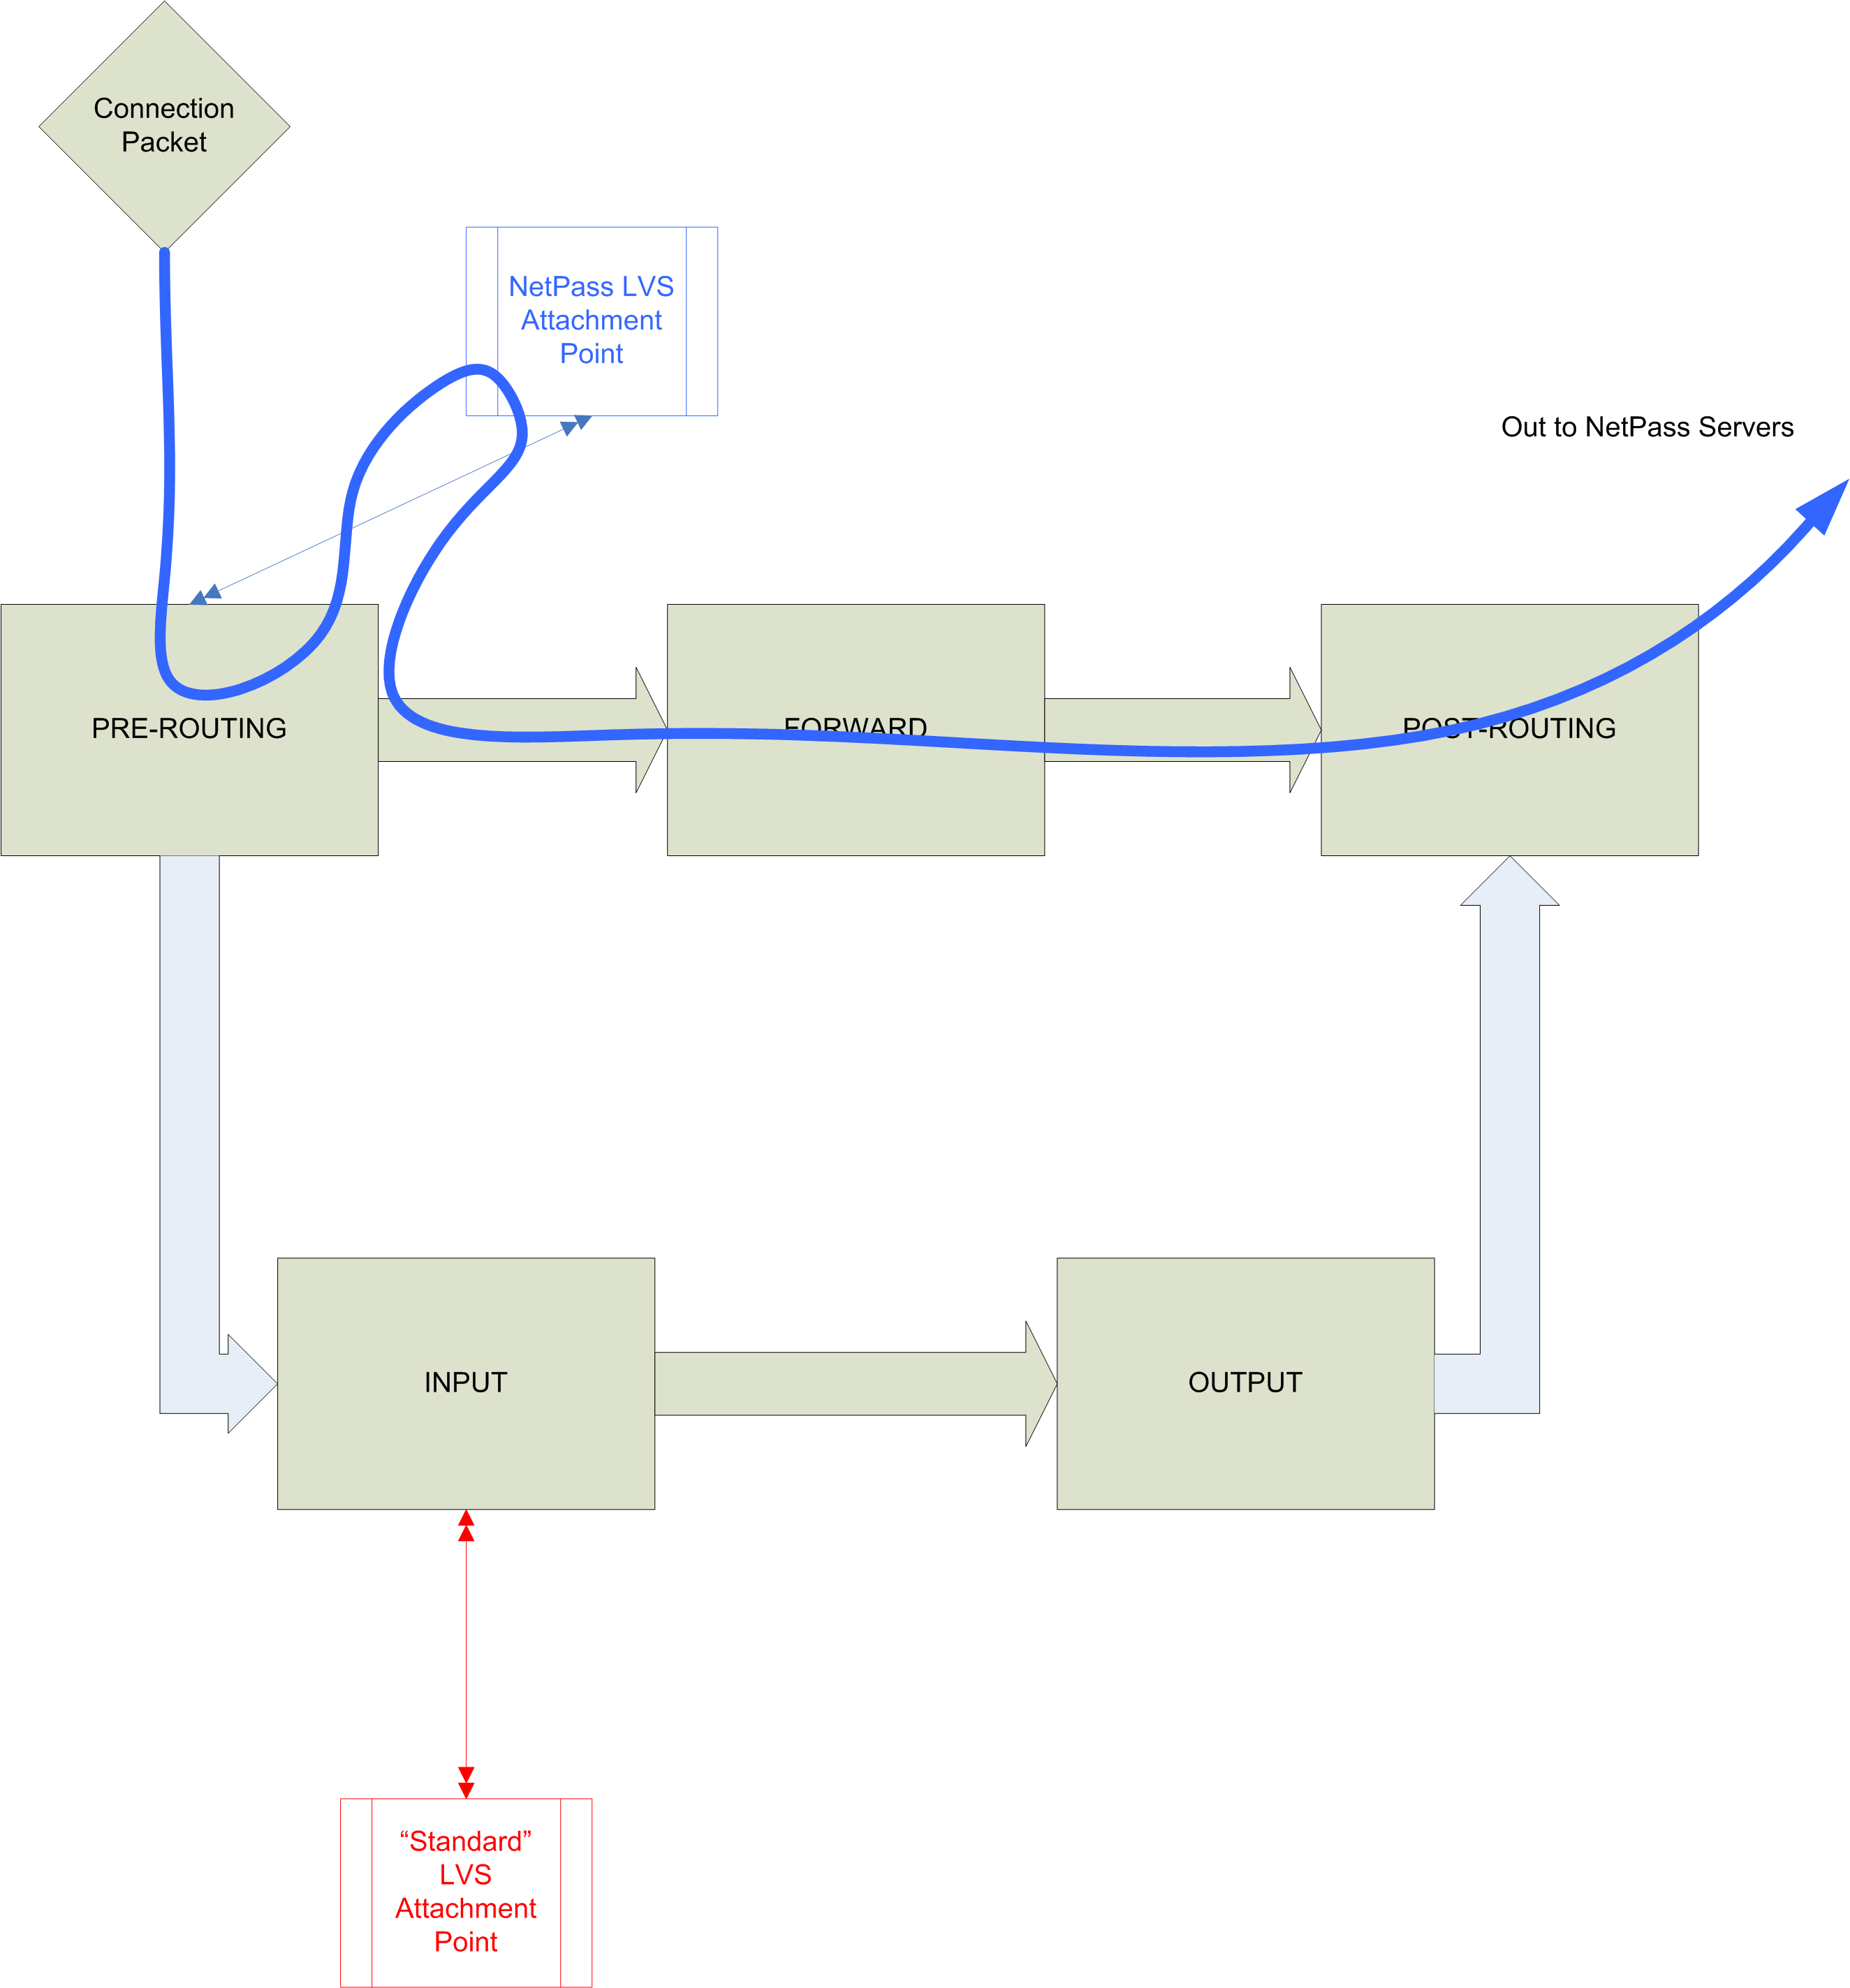 Connection
Packet
NetPass LVS
Attachment
Point
Out to NetPass Servers
PRE-ROUTING
FORWARD
POST-ROUTING
INPUT
OUTPUT
“Standard”
LVS
Attachment
Point